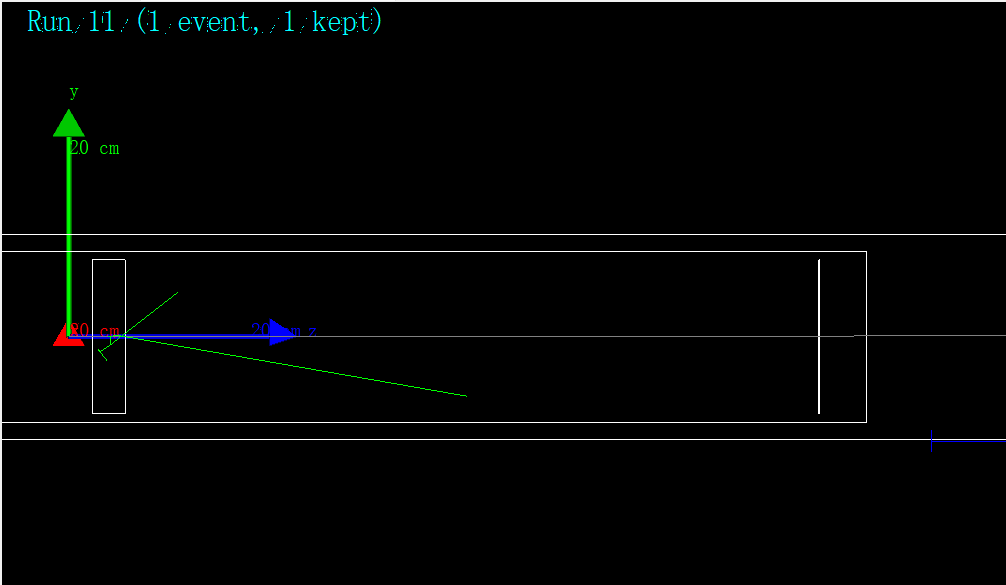 Run 11 (1 event, 1 kept)
y
20 cm
20 cm
20 cm z